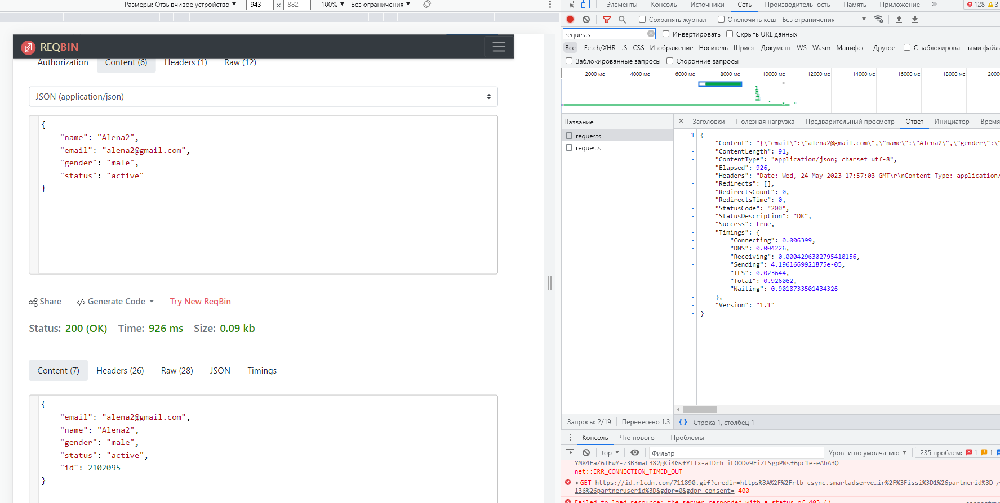 Размеры: Отзывчивое устройство ▼ 943 × 882 100% ▼ Без ограничения ▼
REQBIN
Authorization Content (6) Headers (1) Raw (12)
JSON (application/json)
{
"name": "Alena2",
"email": "alena2@gmail.com",
"gender": "male",
"status": "active"
}
Share </> Generate Code Try New ReqBin
Status: 200 (OK) Time: 926 ms Size: 0.09 kb
Content (7) Headers (26) Raw (28) JSON Timings
{
"email": "alena2@gmail.com",
"name": "Alena2",
"gender": "male",
"status": "active",
"id": 2102095
}
Элементы Консоль Источники Сеть Производительность Память Приложение » 128 3
Сохранять журнал Отключить кеш Без ограничения ▼
requests Инвертировать Скрыть URL данных
Все Fetch/XHR JS CSS Изображение Носитель Шрифт Документ WS Wasm Манифест Другое С заблокированными файла
Заблокированные запросы Сторонние запросы
2000 мс 4000 мс 6000 мс 8000 мс 10000 мс 12000 мс 14000 мс 16000 мс 18000 мс 2000
Название
requests
requests
× Заголовки Полезная нагрузка Предварительный просмотр Ответ Инициатор Время
1 {
- "Content": "{\"email\":\"alena2@gmail.com\",\"name\":\"Alena2\",\"gender\":\"
- "ContentLength": 91,
- "ContentType": "application/json; charset=utf-8",
- "Elapsed": 926,
- "Headers": "Date: Wed, 24 May 2023 17:57:03 GMT\r\nContent-Type: application/
- "Redirects": [],
- "RedirectsCount": 0,
- "RedirectsTime": 0,
- "StatusCode": "200",
- "StatusDescription": "OK",
- "Success": true,
- "Timings": {
- "Connecting": 0.006399,
- "DNS": 0.004226,
- "Receiving": 0.0004296302795410156,
- "Sending": 4.1961669921875e-05,
- "TLS": 0.023644,
- "Total": 0.926062,
- "Waiting": 0.9018733501434326
- },
- "Version": "1.1"
- }
Запросы: 2/19 Перенесено 1.3 {} Строка 1, столбец 1
Консоль Что нового Проблемы
top ▼ Фильтр Уровни по умолчанию ▼ 235 проблем: 1 1
YM84EaZ6IEwY-z3B3maL382gKi4GsfYlIx-aIDrh_iLOODv9FiZtSgpPWsf6pc1e-eAbA3Q
net::ERR_CONNECTION_TIMED_OUT
▶GET https://id.rlcdn.com/711890.gif?credir=https%3A%2F%2Frtb-csync.smartadserve…ir%2F%3Fissi%3D1%26partnerid%3D 7
136%26partneruserid%3D&gdpr=0&gdpr_consent= 400
Failed to load resource: the server responded with a status of 403 ()